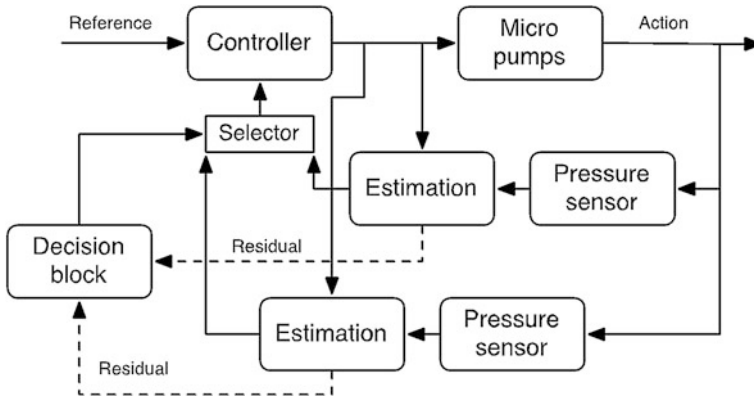 Reference
Controller
Micro
pumps
Action
Selector
Estimation
Pressure
sensor
Decision
block
Residual
Estimation
Pressure
sensor
Residual